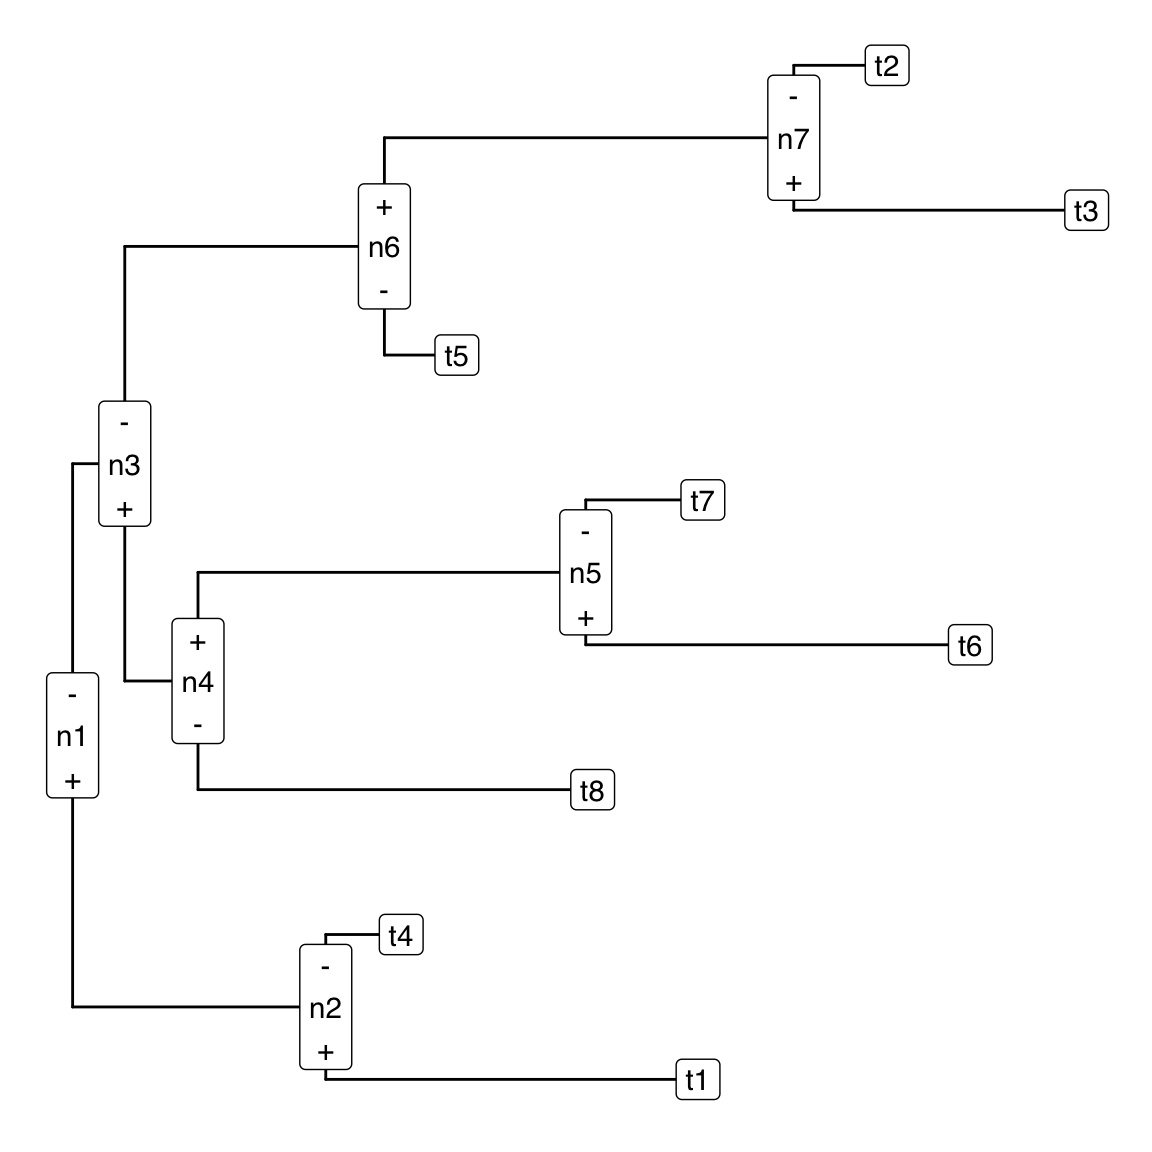 t2
-
n7
+
t3
+
n6
-
t5
-
n3
+
t7
-
n5
+
t6
+
n4
-
t8
-
n1
+
t4
-
n2
+
t1